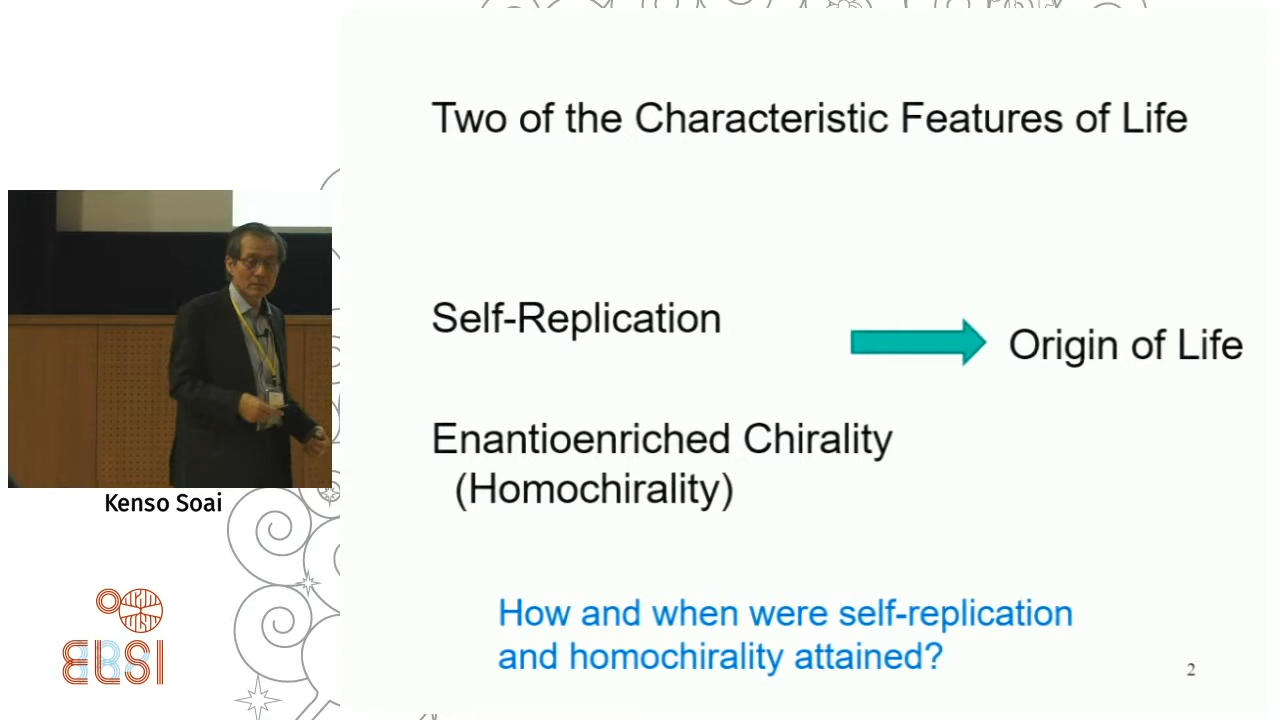 Two of the Characteristic Features of Life
Self-Replication
Origin of Life
Enantioenriched Chirality
(Homochirality)
How and when were self-replication
and homochirality attained?
2
Kenso Soai
ELSI